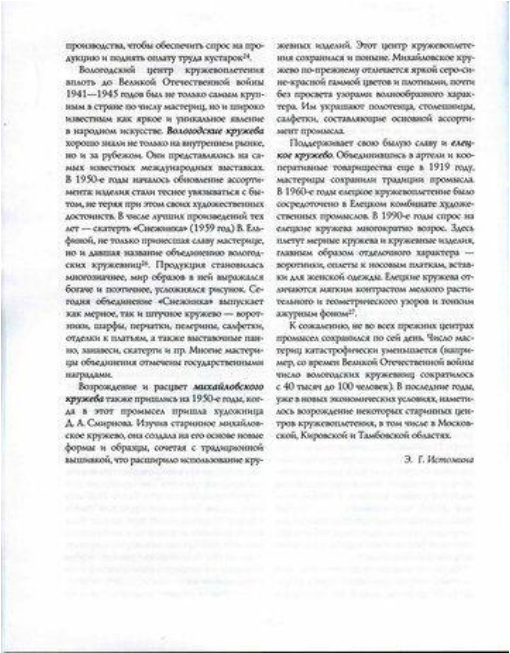 производства, чтобы обеспечить спрос на про-
дукцию и поднять оплату труда кустарок²⁴.
Вологодский центр кружевоплетения
вплоть до Великой Отечественной войны
1941—1945 годов был не только самым круп-
ным в стране по числу мастериц, но и широко
известным как яркое и уникальное явление
в народном искусстве. Вологодские кружева
хорошо знали не только на внутреннем рынке,
но и за рубежом. Они представлялись на са-
мых известных международных выставках.
В 1950-е годы началось обновление ассорти-
мента: изделия стали теснее увязываться с бы-
том, не теряя при этом своих художественных
достоинств. В числе лучших произведений тех
лет — скатерть «Снежинка» (1959 год) В. Ель-
финой, не только принесшая славу мастерице,
но и давшая название объединению вологод-
ских кружевниц²⁶. Продукция становилась
многозначнее, мир образов в ней выражался
богаче и поэтичнее, усложнялся рисунок. Се-
годня объединение «Снежинка» выпускает
как мерное, так и штучное кружево — ворот-
ники, шарфы, перчатки, пелерины, салфетки,
отделки к платьям, а также выставочные пан-
но, занавеси, скатерти и пр. Многие мастери-
цы объединения отмечены государственными
наградами.
Возрождение и расцвет михайловского
кружева также пришлись на 1950-е годы, ког-
да в этот промысел пришла художница
Д. А. Смирнова. Изучив старинное михайлов-
ское кружево, она создала на его основе новые
формы и образцы, сочетая с традиционной
вышивкой, что расширило использование кру-
жевных изделий. Этот центр кружевоплете-
ния сохранился и поныне. Михайловское кру-
жево по-прежнему отличается яркой серо-си-
не-красной гаммой цветов и плотными, почти
без просвета узорами волнообразного харак-
тера. Им украшают полотенца, столешницы,
салфетки, составляющие основной ассорти-
мент промысла.
Поддерживает свою былую славу и елец-
кое кружево. Объединившись в артели и коо-
перативные товарищества еще в 1919 году,
мастерицы сохранили традиции промысла.
В 1960-е годы елецкое кружевоплетение было
сосредоточено в Елецком комбинате художе-
ственных промыслов. В 1990-е годы спрос на
елецкие кружева многократно возрос. Здесь
плетут мерные кружева и кружевные изделия,
главным образом отделочного характера —
воротнички, оплеты к носовым платкам, встав-
ки для женской одежды. Елецкие кружева от-
личаются мягким контрастом мелкого расти-
тельного и геометрического узоров и тонким
ажурным фоном²⁷.
К сожалению, не во всех прежних центрах
промысел сохранился по сей день. Число мас-
териц катастрофически уменьшается (напри-
мер, со времен Великой Отечественной войны
число вологодских кружевниц сократилось
с 40 тысяч до 100 человек). В последние годы,
уже в новых экономических условиях, намети-
лось возрождение некоторых старинных цен-
тров кружевоплетения, в том числе в Москов-
ской, Кировской и Тамбовской областях.
Э. Г. Истомина